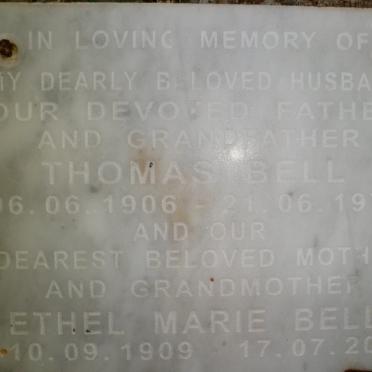 IN LOVING MEMORY OF
MY DEARLY BELOVED HUSBA
OUR DEVOTED FATHE
AND GRANDFATHER
THOMAS BELL
06.06.1906 - 21.06.19
AND OUR
DEAREST BELOVED MOTH
AND GRANDMOTHER
ETHEL MARIE BELL
10.09.1909 17.07.20